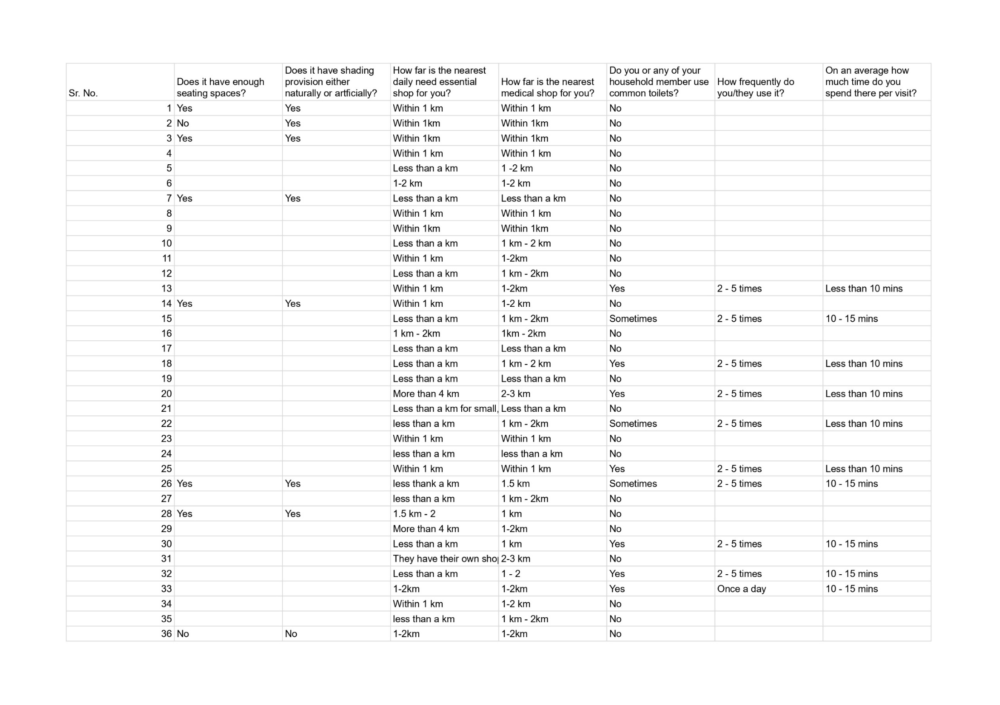 Sr. No. | Does it have enough seating spaces? | Does it have shading provision either naturally or artficially? | How far is the nearest daily need essential shop for you? | How far is the nearest medical shop for you? | Do you or any of your household member use common toilets? | How frequently do you/they use it? | On an average how much time do you spend there per visit?
1 Yes Yes Within 1 km Within 1 km No
2 No Yes Within 1km Within 1km No
3 Yes Yes Within 1km Within 1km No
4 Within 1 km Within 1 km No
5 Less than a km 1 -2 km No
6 1-2 km 1-2 km No
7 Yes Yes Less than a km Less than a km No
8 Within 1 km Within 1 km No
9 Within 1km Within 1km No
10 Less than a km 1 km - 2 km No
11 Within 1 km 1-2km No
12 Less than a km 1 km - 2km No
13 Within 1 km 1-2km Yes 2 - 5 times Less than 10 mins
14 Yes Yes Within 1 km 1-2 km No
15 Less than a km 1 km - 2km Sometimes 2 - 5 times 10 - 15 mins
16 1 km - 2km 1km - 2km No
17 Less than a km Less than a km No
18 Less than a km 1 km - 2 km Yes 2 - 5 times Less than 10 mins
19 Less than a km Less than a km No
20 More than 4 km 2-3 km Yes 2 - 5 times Less than 10 mins
21 Less than a km for small, Less than a km No
22 less than a km 1 km - 2km Sometimes 2 - 5 times Less than 10 mins
23 Within 1 km Within 1 km No
24 less than a km less than a km No
25 Within 1 km Within 1 km Yes 2 - 5 times Less than 10 mins
26 Yes Yes less thank a km 1.5 km Sometimes 2 - 5 times 10 - 15 mins
27 less than a km 1 km - 2km No
28 Yes Yes 1.5 km - 2 1 km No
29 More than 4 km 1-2km No
30 Less than a km 1 km Yes 2 - 5 times 10 - 15 mins
31 They have their own 2-3 km No
32 Less than a km 1 - 2 Yes 2 - 5 times 10 - 15 mins
33 1-2km 1-2km Yes Once a day 10 - 15 mins
34 Within 1 km 1-2 km No
35 less than a km 1 km - 2km No
36 No No 1-2km 1-2km No